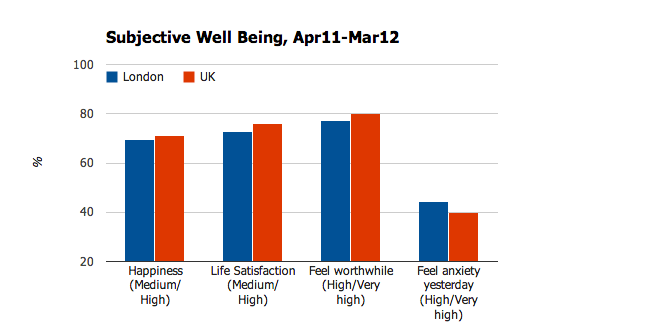 Subjective Well Being, Apr11-Mar12
100
London UK
80
%
60
40
20
Happiness Life Satisfaction Feel worthwhile Feel anxiety
(Medium/ (Medium/ (High/Very yesterday
High) High) high) (High/Very
high)